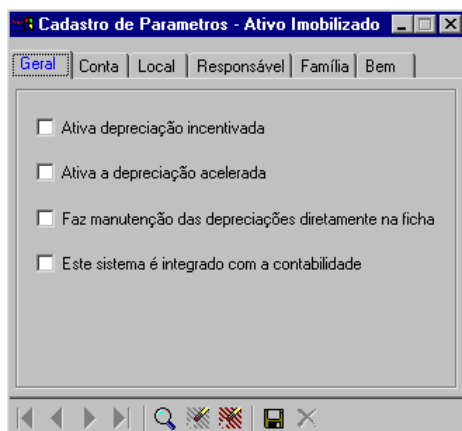 Cadastro de Parametros - Ativo Imobilizado
Geral Conta Local Responsável Família Bem
Ativa depreciação incentivada
Ativa a depreciação acelerada
Faz manutenção das depreciações diretamente na ficha
Este sistema é integrado com a contabilidade